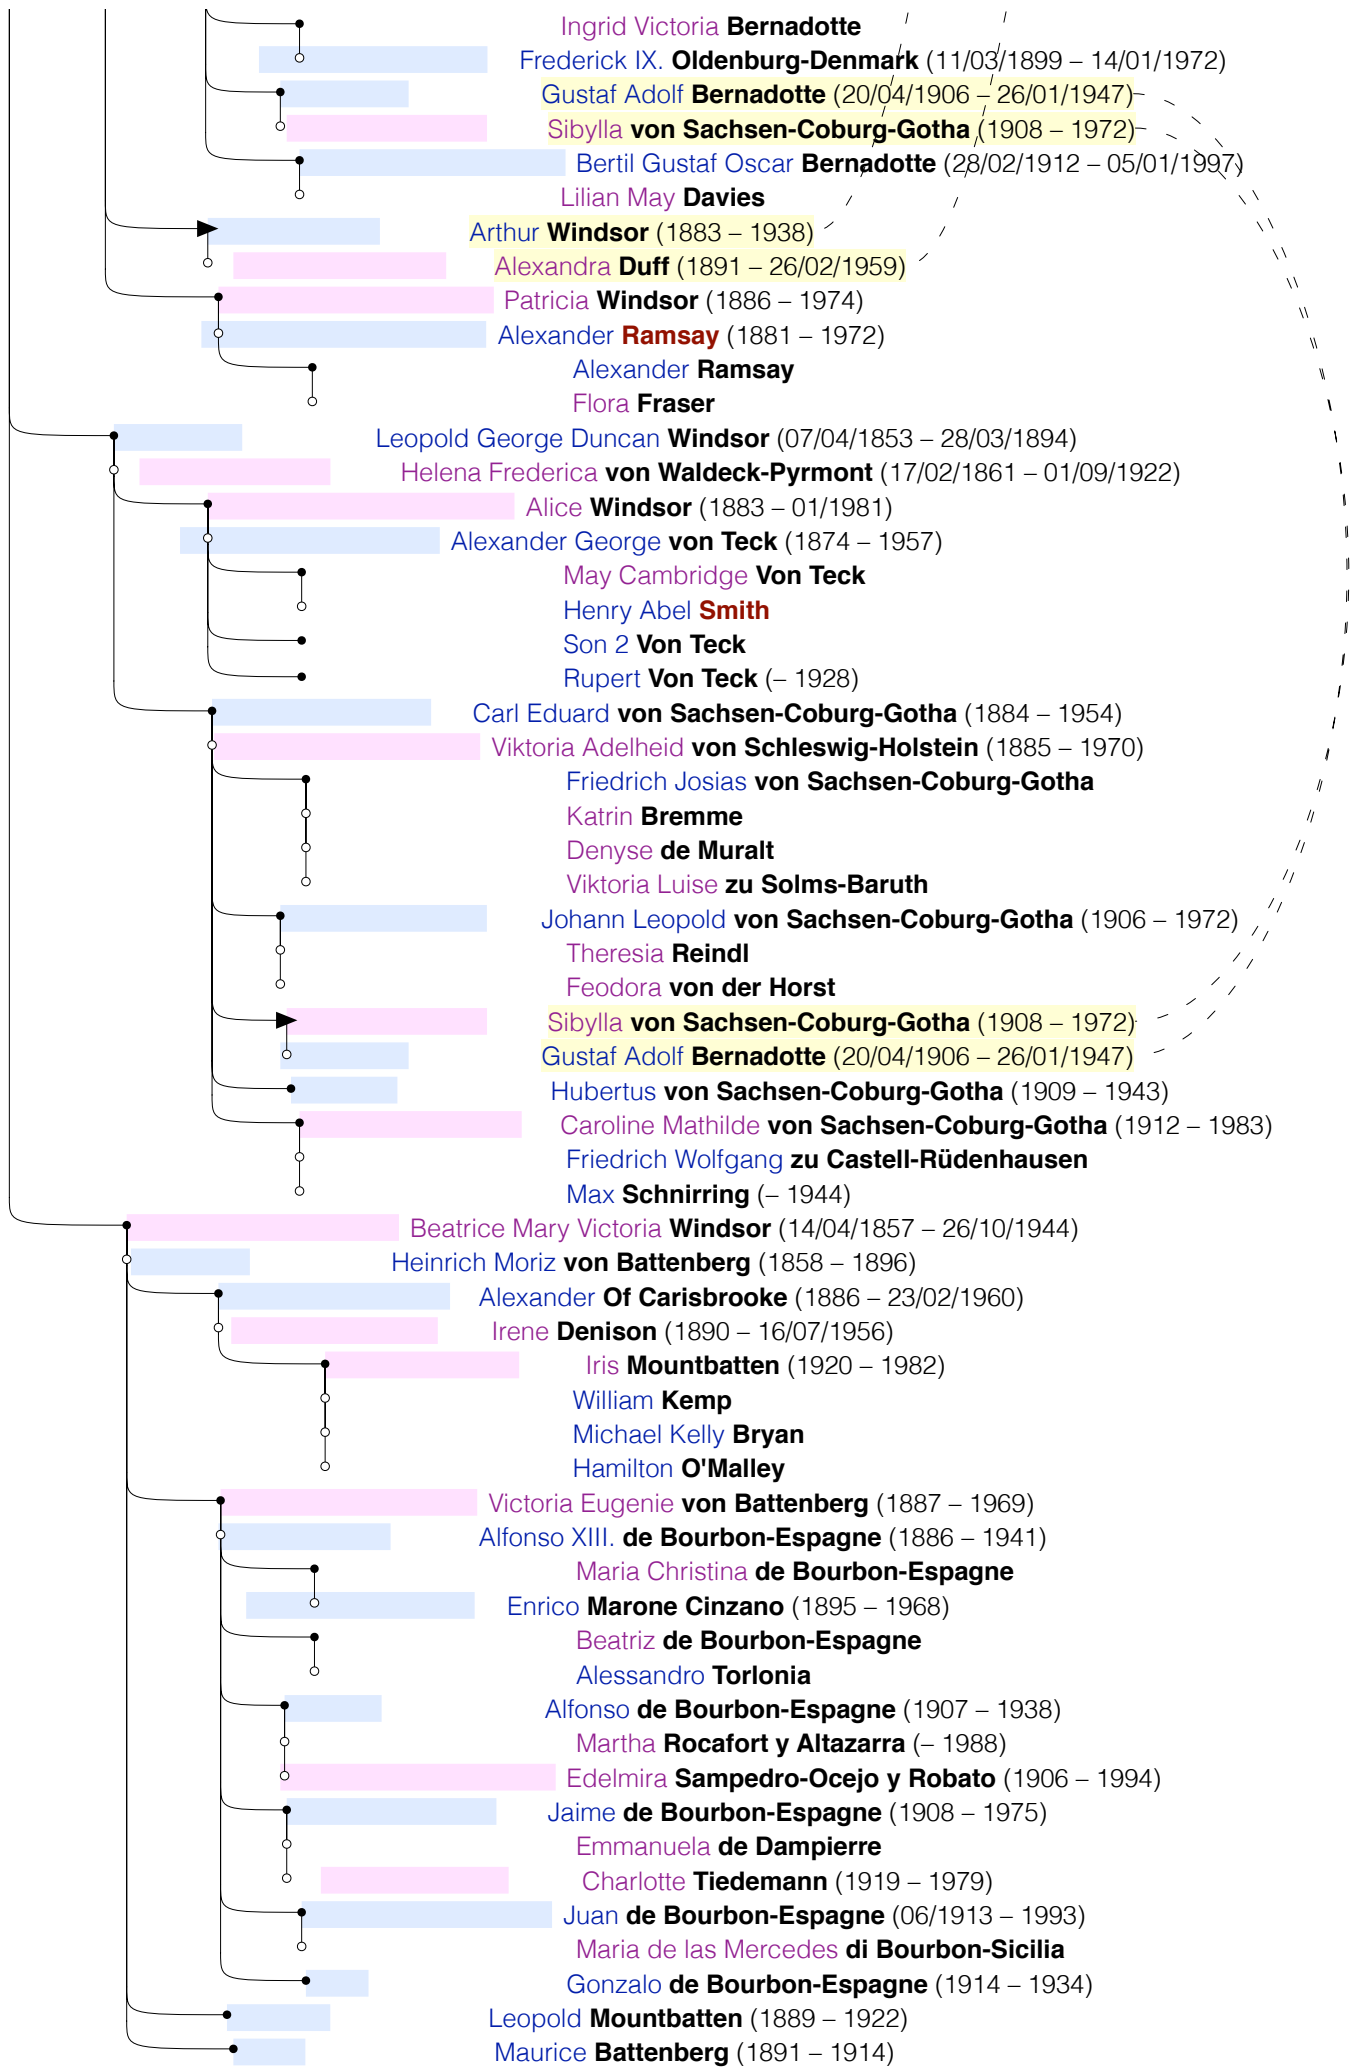 Ingrid Victoria Bernadotte
Frederick IX. Oldenburg-Denmark (11/03/1899 – 14/01/1972)
Gustaf Adolf Bernadotte (20/04/1906 – 26/01/1947)
Sibylla von Sachsen-Coburg-Gotha (1908 – 1972)
Bertil Gustaf Oscar Bernadotte (28/02/1912 – 05/01/1997)
Lilian May Davies
Arthur Windsor (1883 – 1938)
Alexandra Duff (1891 – 26/02/1959)
Patricia Windsor (1886 – 1974)
Alexander Ramsay (1881 – 1972)
Alexander Ramsay
Flora Fraser
Leopold George Duncan Windsor (07/04/1853 – 28/03/1894)
Helena Frederica von Waldeck-Pyrmont (17/02/1861 – 01/09/1922)
Alice Windsor (1883 – 01/1981)
Alexander George von Teck (1874 – 1957)
May Cambridge Von Teck
Henry Abel Smith
Son 2 Von Teck
Rupert Von Teck (– 1928)
Carl Eduard von Sachsen-Coburg-Gotha (1884 – 1954)
Viktoria Adelheid von Schleswig-Holstein (1885 – 1970)
Friedrich Josias von Sachsen-Coburg-Gotha
Katrin Bremme
Denyse de Muralt
Viktoria Luise zu Solms-Baruth
Johann Leopold von Sachsen-Coburg-Gotha (1906 – 1972)
Theresia Reindl
Feodora von der Horst
Sibylla von Sachsen-Coburg-Gotha (1908 – 1972)
Gustaf Adolf Bernadotte (20/04/1906 – 26/01/1947)
Hubertus von Sachsen-Coburg-Gotha (1909 – 1943)
Caroline Mathilde von Sachsen-Coburg-Gotha (1912 – 1983)
Friedrich Wolfgang zu Castell-Rüdenhausen
Max Schnirring (– 1944)
Beatrice Mary Victoria Windsor (14/04/1857 – 26/10/1944)
Heinrich Moriz von Battenberg (1858 – 1896)
Alexander Of Carisbrooke (1886 – 23/02/1960)
Irene Denison (1890 – 16/07/1956)
Iris Mountbatten (1920 – 1982)
William Kemp
Michael Kelly Bryan
Hamilton O'Malley
Victoria Eugenie von Battenberg (1887 – 1969)
Alfonso XIII. de Bourbon-Espagne (1886 – 1941)
Maria Christina de Bourbon-Espagne
Enrico Marone Cinzano (1895 – 1968)
Beatriz de Bourbon-Espagne
Alessandro Torlonia
Alfonso de Bourbon-Espagne (1907 – 1938)
Martha Rocafort y Altazarra (– 1988)
Edelmira Sampedro-Ocejo y Robato (1906 – 1994)
Jaime de Bourbon-Espagne (1908 – 1975)
Emmanuela de Dampierre
Charlotte Tiedemann (1919 – 1979)
Juan de Bourbon-Espagne (06/1913 – 1993)
Maria de las Mercedes di Bourbon-Sicilia
Gonzalo de Bourbon-Espagne (1914 – 1934)
Leopold Mountbatten (1889 – 1922)
Maurice Battenberg (1891 – 1914)